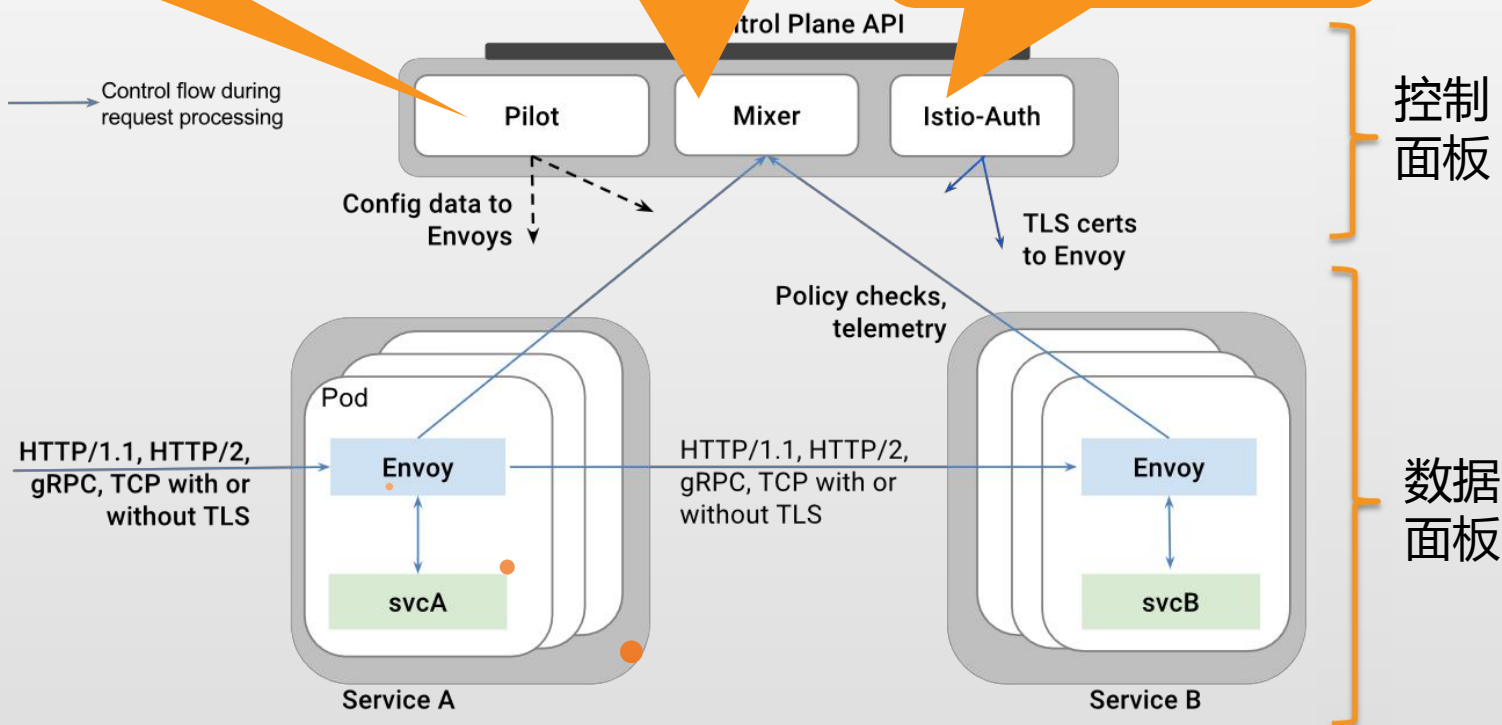 trol Plane API
Control flow during
request processing
Pilot
Mixer
Istio-Auth
控制
面板
Config data to
Envoys
TLS certs
to Envoy
Policy checks,
telemetry
Pod
HTTP/1.1, HTTP/2,
gRPC, TCP with or
without TLS
Envoy
HTTP/1.1, HTTP/2,
gRPC, TCP with or
without TLS
Envoy
数据
面板
svcA
svcB
Service A
Service B